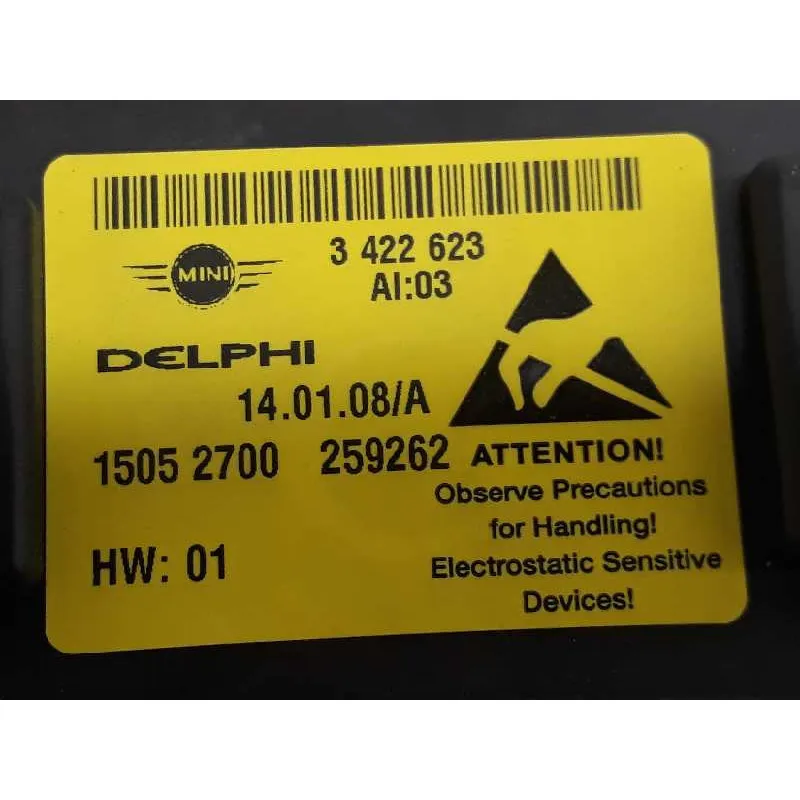 3 422 623
MINI
AI:03
DELPHI
14.01.08/A
1505 2700 259262
ATTENTION!
Observe Precautions
for Handling!
HW: 01
Electrostatic Sensitive
Devices!